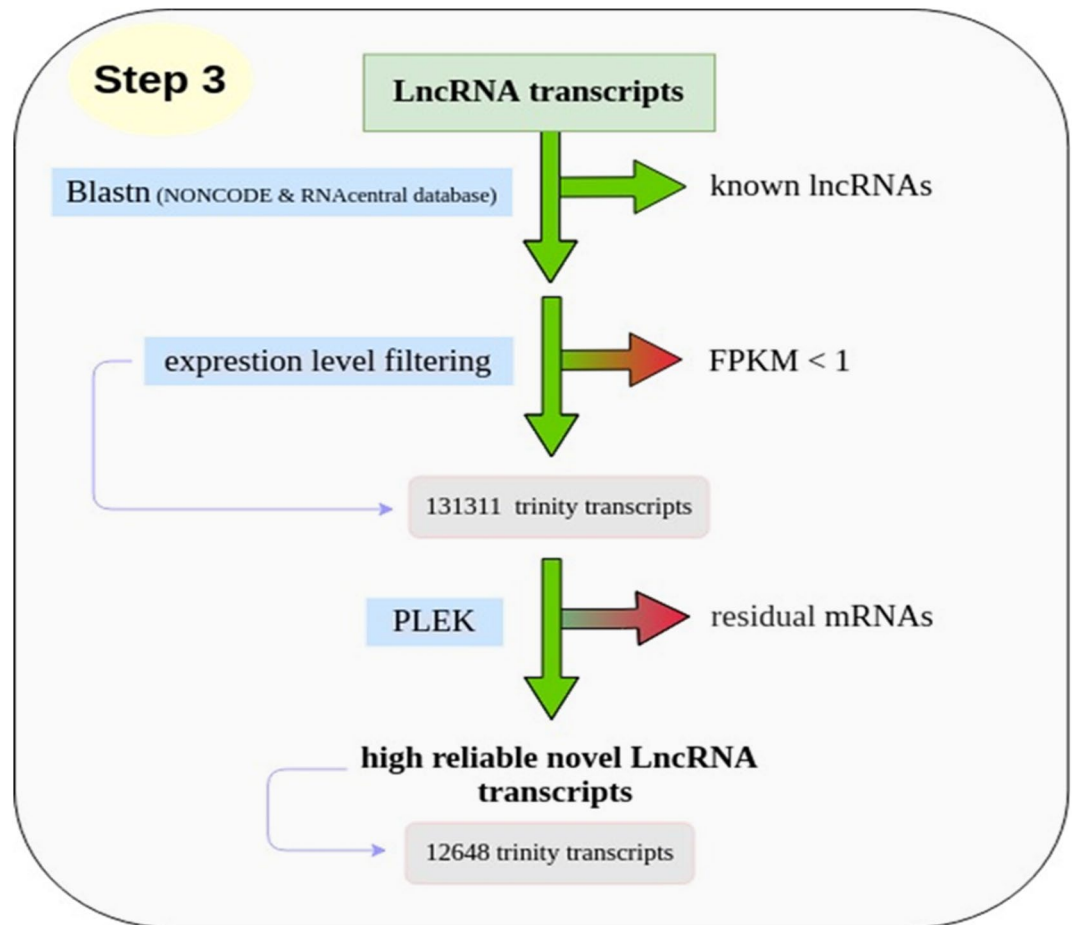 Step 3
LncRNA transcripts
Blastn (NONCODE & RNAcentral database)
known lncRNAs
exprestion level filtering
FPKM < 1
131311 trinity transcripts
PLEK
residual mRNAs
high reliable novel LncRNA
transcripts
12648 trinity transcripts